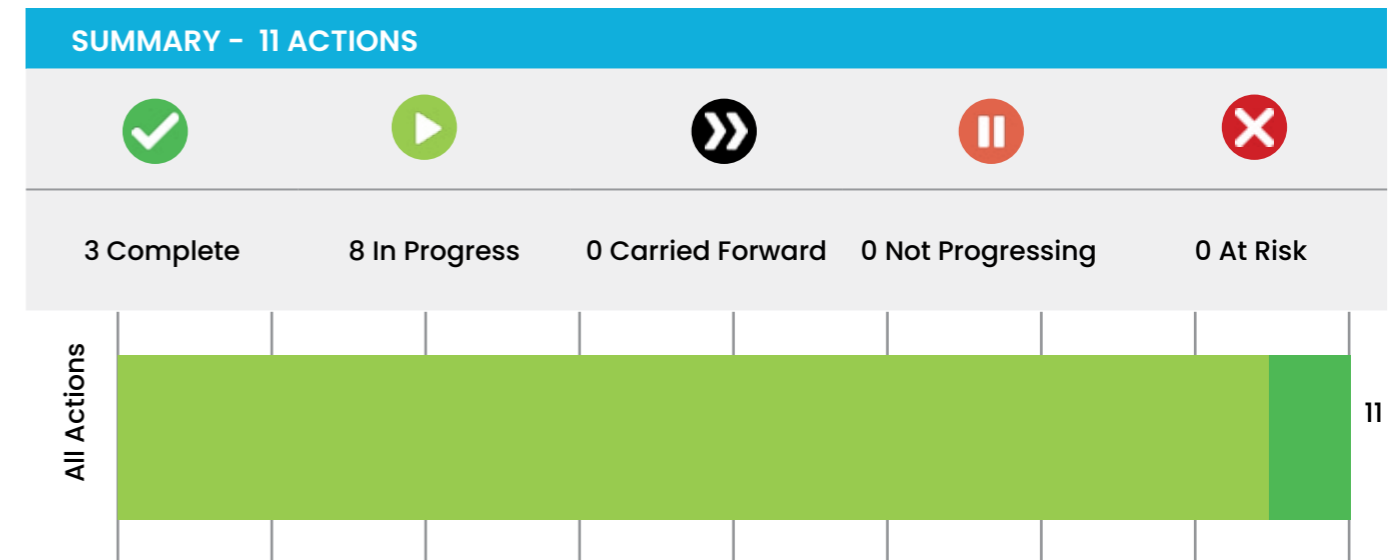 SUMMARY - 11 ACTIONS
3 Complete
8 In Progress
0 Carried Forward
0 Not Progressing
0 At Risk
All Actions
11